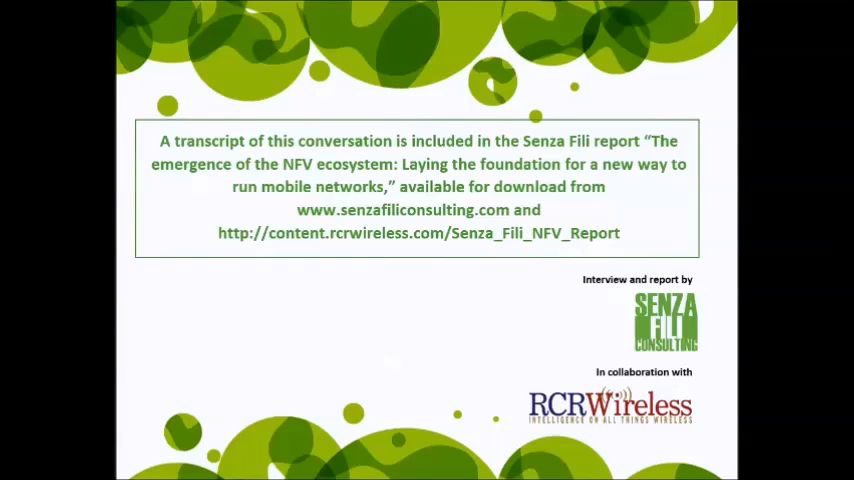 A transcript of this conversation is included in the Senza Fili report “The
emergence of the NFV ecosystem: Laying the foundation for a new way to
run mobile networks,” available for download from
www.senzafiliconsulting.com and
http://content.rcrwireless.com/Senza_Fili_NFV_Report
Interview and report by
SENZA
FILI
CONSULTING
In collaboration with
RCRWireless
INTELLIGENCE ON ALL THINGS WIRELESS